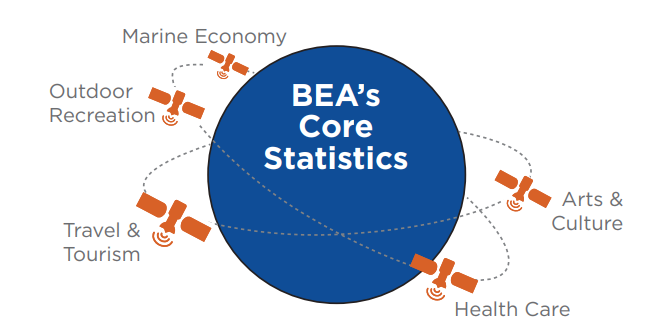 Marine Economy
Outdoor
Recreation
BEA's
Core
Statistics
Travel &
Tourism
Arts &
Culture
Health Care